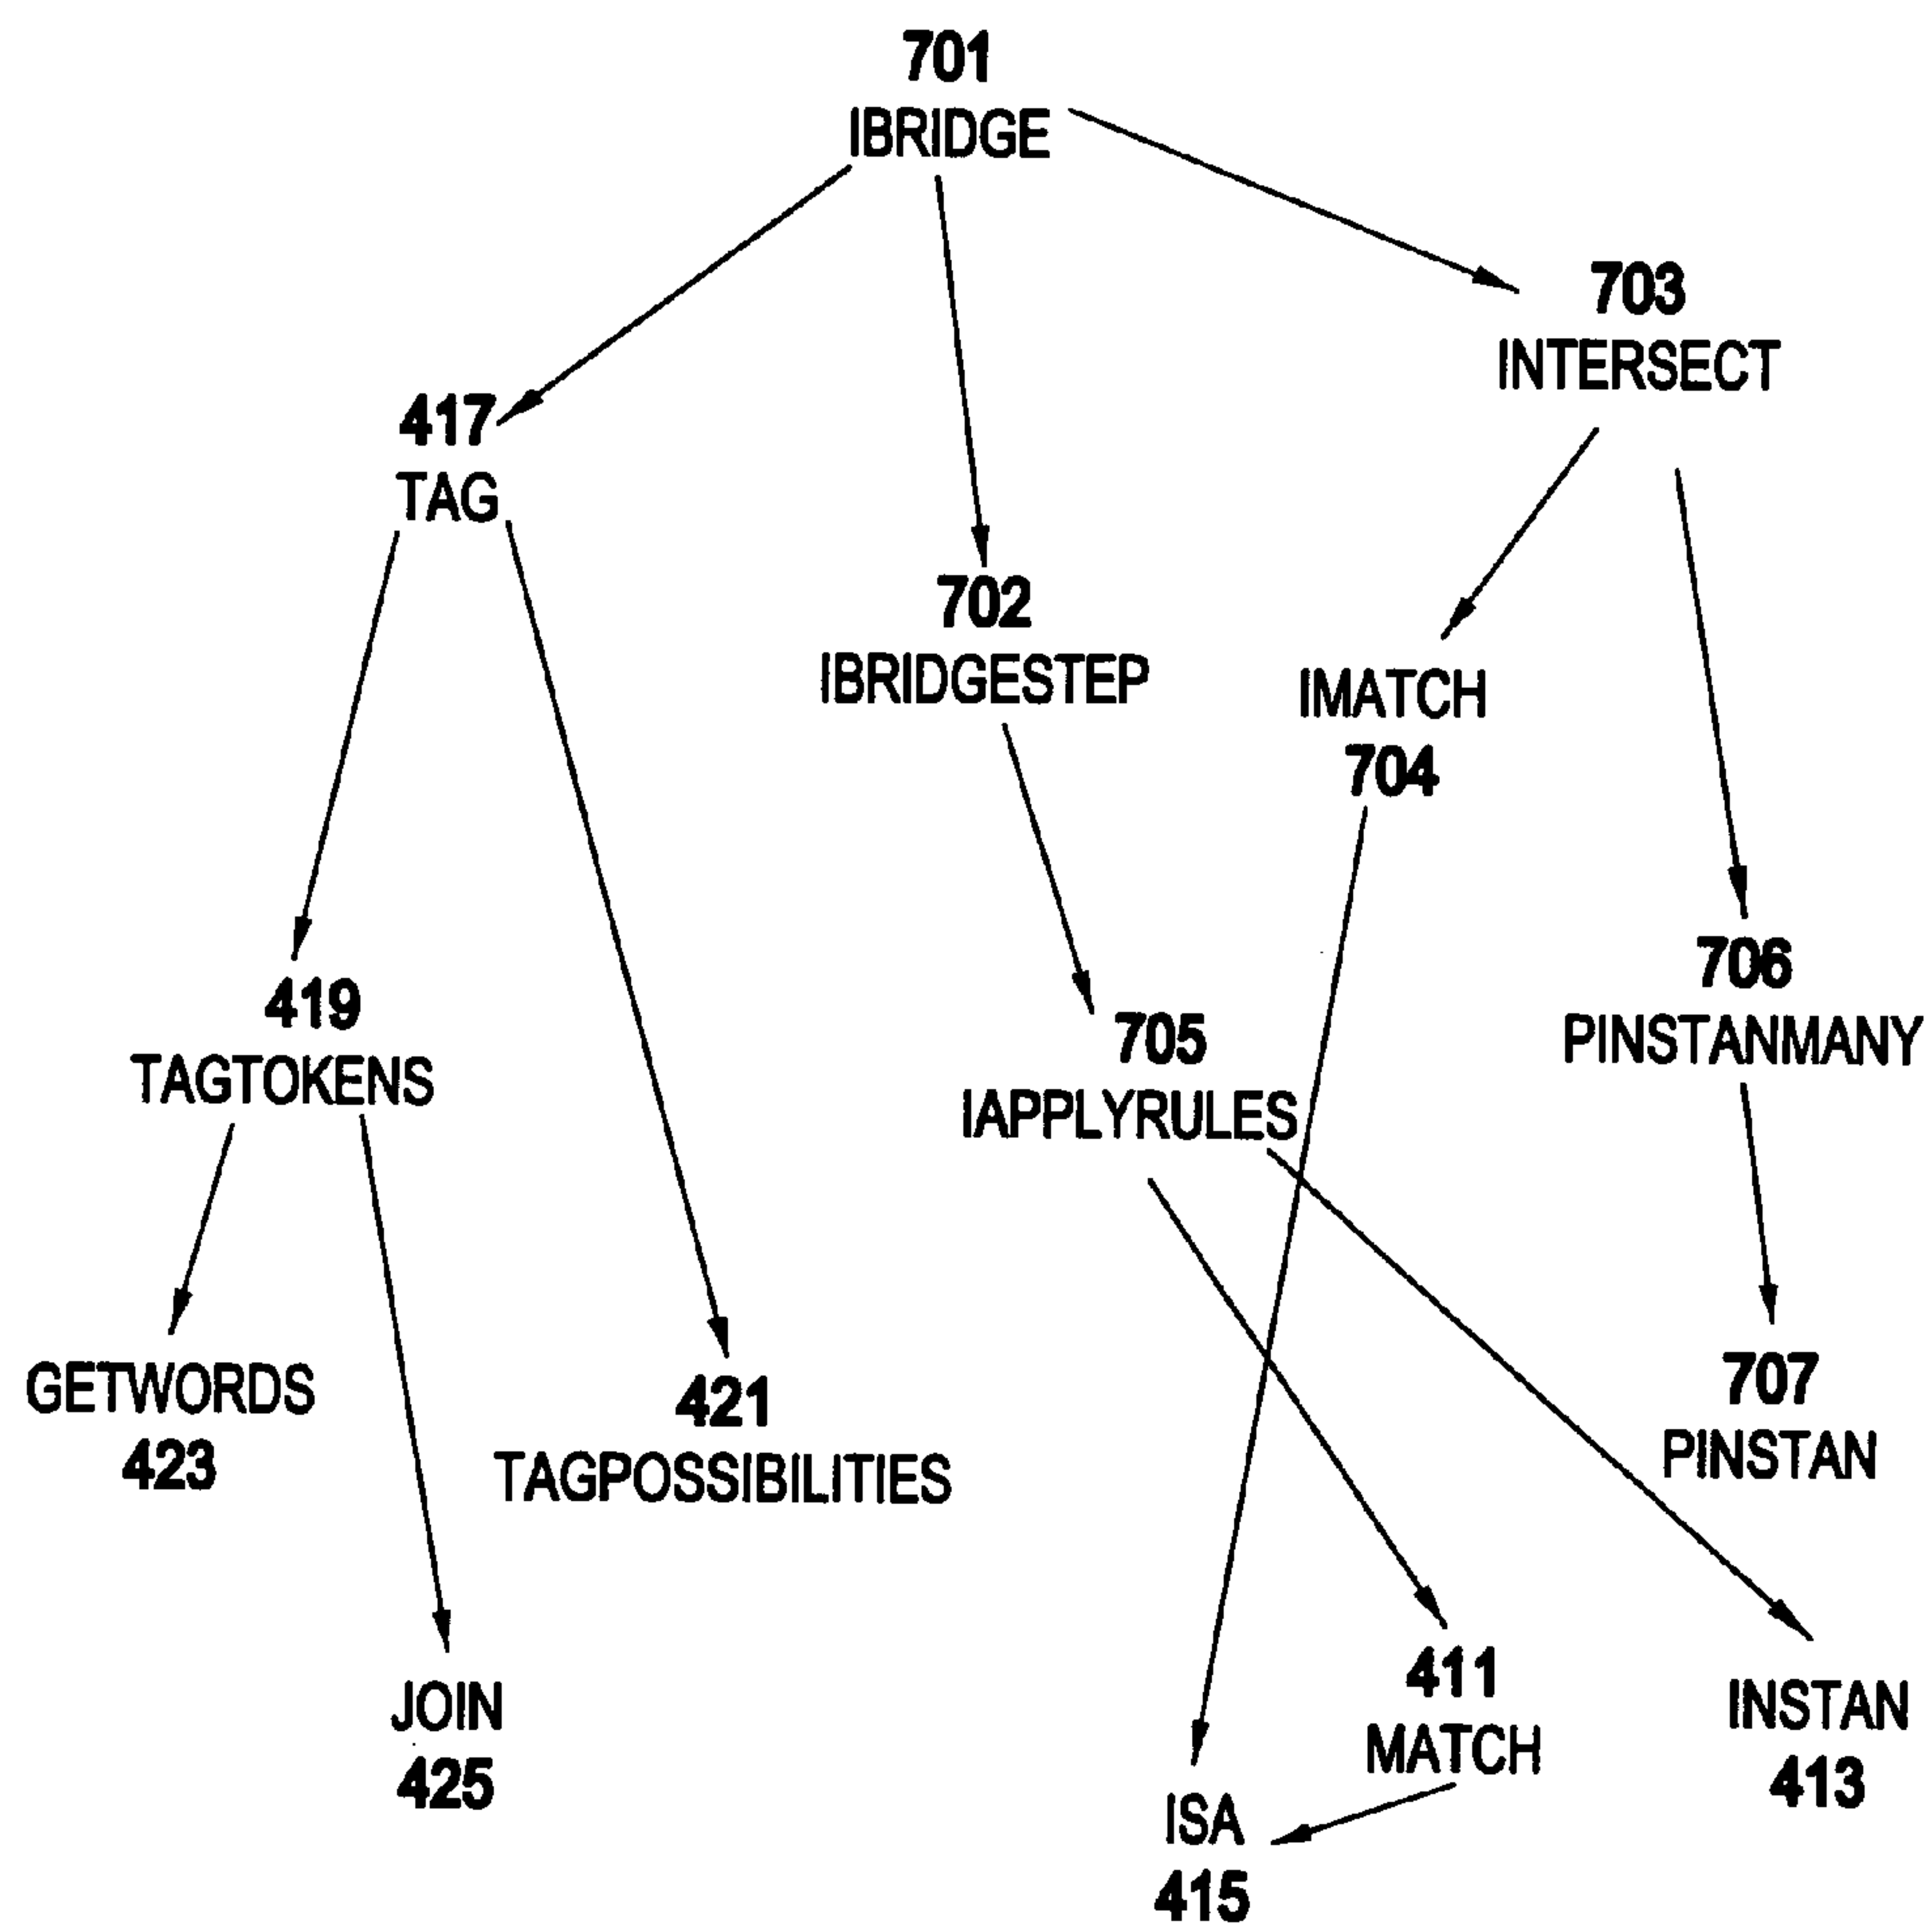 701
IBRIDGE
703
INTERSECT
417
TAG
702
IBRIDGESTEP
IMATCH
704
419
TAGTOKENS
705
IAPPLYRULES
706
PINSTANMANY
GETWORDS
423
421
TAGPOSSIBILITIES
707
PINSTAN
JOIN
425
411
MATCH
INSTAN
413
ISA
415